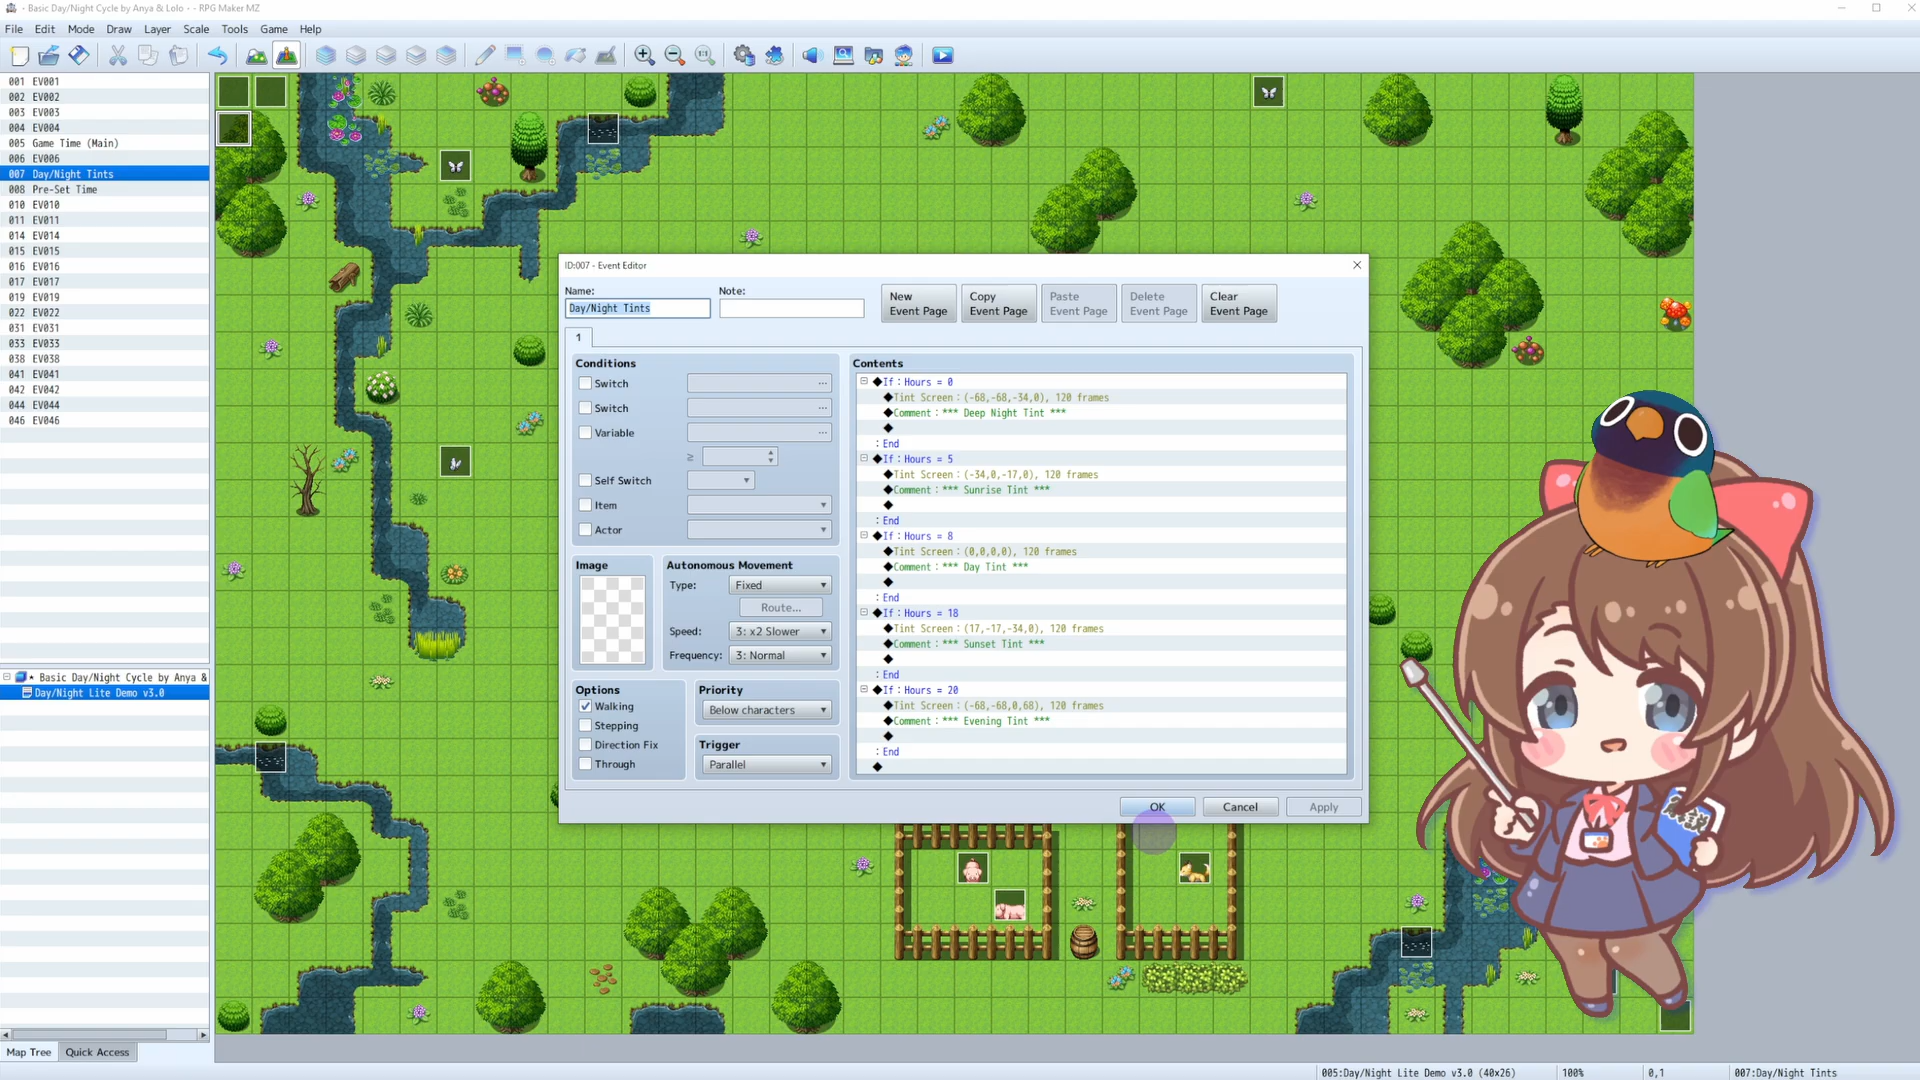 - Basic Day/Night Cycle by Anya & Lolo - - RPG Maker MZ
File Edit Mode Draw Layer Scale Tools Game Help
001 EV001
002 EV002
003 EV003
004 EV004
005 Game Time (Main)
006 EV006
007 Day/Night Tints
008 Pre-Set Time
010 EV010
011 EV011
014 EV014
015 EV015
016 EV016
017 EV017
019 EV019
022 EV022
031 EV031
033 EV033
038 EV038
041 EV041
042 EV042
044 EV044
046 EV046
Basic Day/Night Cycle by Anya &
Day/Night Lite Demo v3.0
Map Tree Quick Access
ID:007 - Event Editor
Name: Note:
Day/Night Tints
New Event Page
Copy Event Page
Paste Event Page
Delete Event Page
Clear Event Page
1
Conditions
Switch ...
Switch ...
Variable ...
≥
Self Switch
Item
Actor
Image
Autonomous Movement
Type: Fixed
Route...
Speed: 3: x2 Slower
Frequency: 3: Normal
Options
Walking
Stepping
Direction Fix
Through
Priority
Below characters
Trigger
Parallel
Contents
◆If：Hours = 0
◆Tint Screen：(-68,-68,-34,0), 120 frames
◆Comment：*** Deep Night Tint ***
◆
：End
◆If：Hours = 5
◆Tint Screen：(-34,0,-17,0), 120 frames
◆Comment：*** Sunrise Tint ***
◆
：End
◆If：Hours = 8
◆Tint Screen：(0,0,0,0), 120 frames
◆Comment：*** Day Tint ***
◆
：End
◆If：Hours = 18
◆Tint Screen：(17,-17,-34,0), 120 frames
◆Comment：*** Sunset Tint ***
◆
：End
◆If：Hours = 20
◆Tint Screen：(-68,-68,0,68), 120 frames
◆Comment：*** Evening Tint ***
◆
：End
◆
OK Cancel Apply
005:Day/Night Lite Demo v3.0 (40x26) 100% 0,1 007:Day/Night Tints